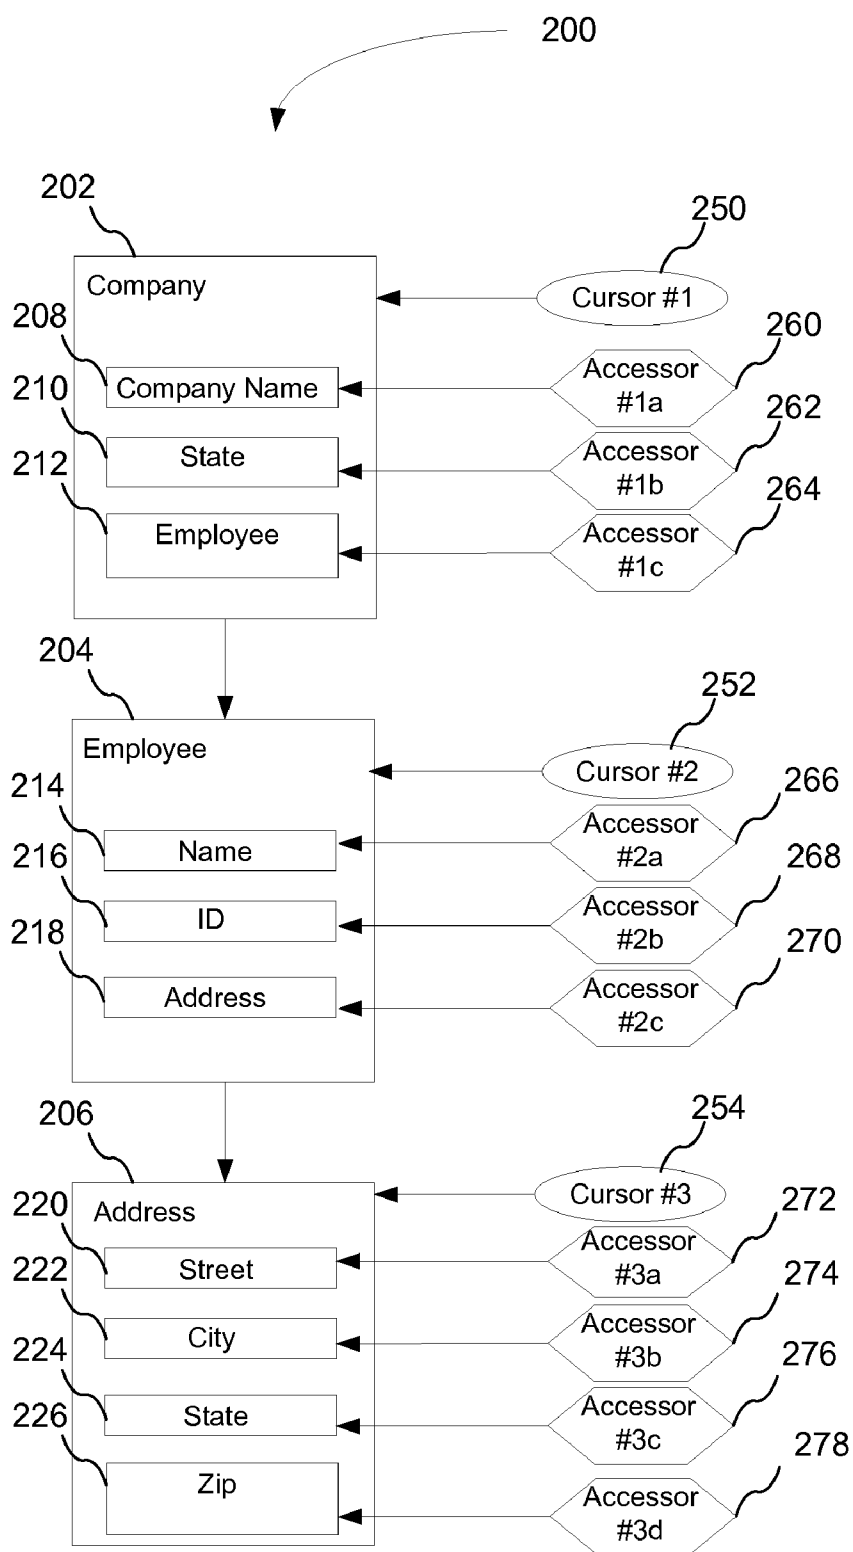 200
202
250
Company
Cursor #1
208
260
Company Name
Accessor
#1a
210
262
State
Accessor
#1b
212
264
Employee
Accessor
#1c
204
252
Employee
Cursor #2
214
266
Name
Accessor
#2a
216
268
ID
Accessor
#2b
218
270
Address
Accessor
#2c
206
254
Address
Cursor #3
220
272
Street
Accessor
#3a
222
274
City
Accessor
#3b
224
276
State
Accessor
#3c
226
278
Zip
Accessor
#3d